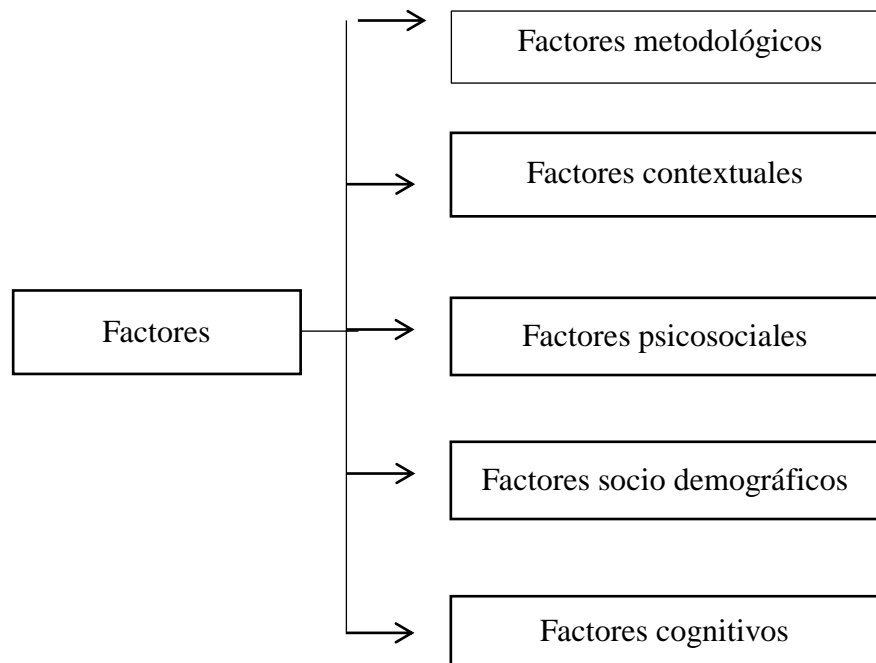 Factores metodológicos
Factores contextuales
Factores
Factores psicosociales
Factores socio demográficos
Factores cognitivos